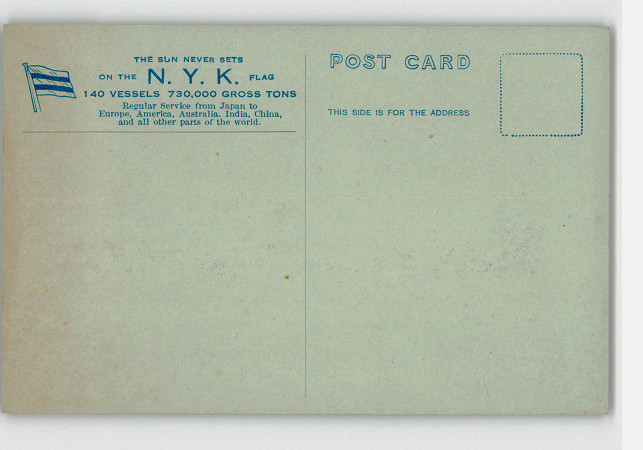 THE SUN NEVER SETS
ON THE N. Y. K. FLAG
140 VESSELS 730,000 GROSS TONS
Regular Service from Japan to
Europe, America, Australia, India, China,
and all other parts of the world.
POST CARD
THIS SIDE IS FOR THE ADDRESS